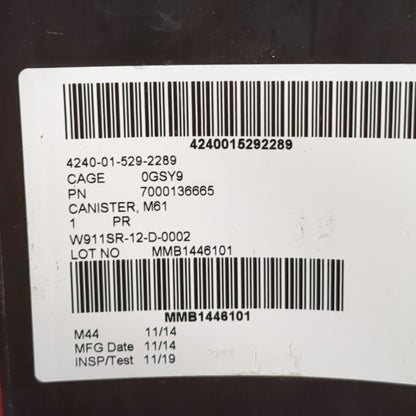 4240015292289
4240-01-529-2289
CAGE 0GSY9
PN 7000136665
CANISTER, M61
1 PR
W911SR-12-D-0002
LOT NO MMB1446101
MMB1446101
M44 11/14
MFG Date 11/14
INSP/Test 11/19